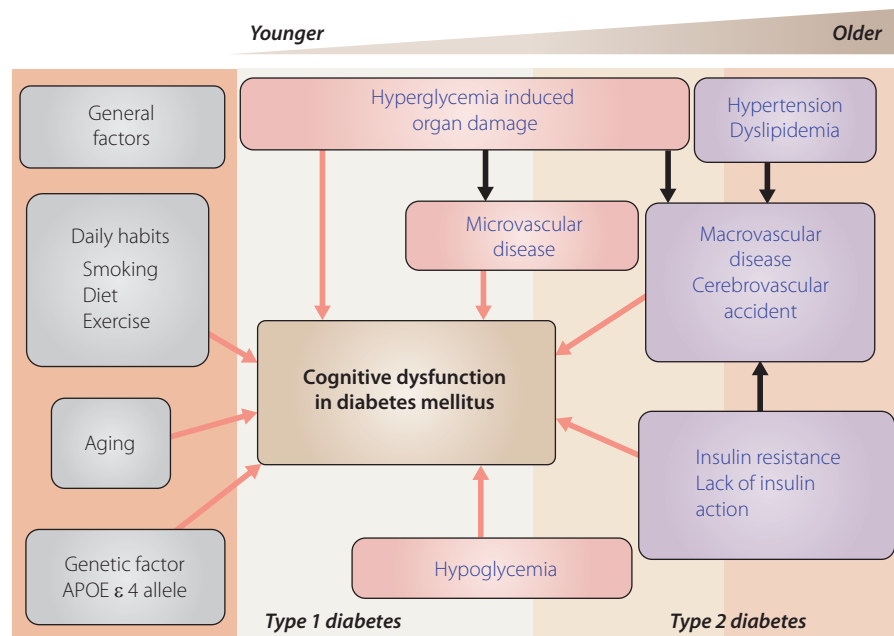 Younger
Older
General
factors
Hyperglycemia induced
organ damage
Hypertension
Dyslipidemia
Daily habits
Smoking
Diet
Exercise
Microvascular
disease
Macrovascular
disease
Cerebrovascular
accident
Cognitive dysfunction
in diabetes mellitus
Aging
Insulin resistance
Lack of insulin
action
Genetic factor
APOE ε 4 allele
Hypoglycemia
Type 1 diabetes
Type 2 diabetes